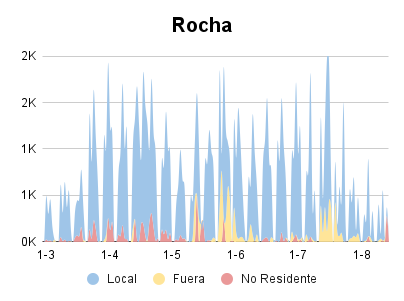 Rocha
2K
2K
1K
1K
0K
1-3 1-4 1-5 1-6 1-7 1-8
Local Fuera No Residente